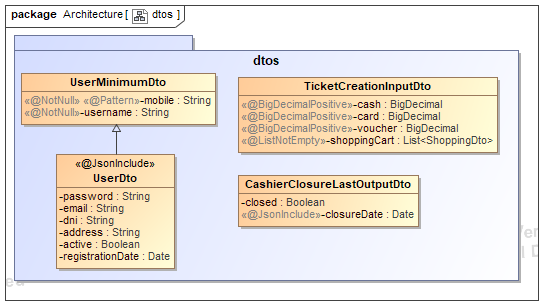 package Architecture[ dtos ]
dtos
UserMinimumDto
«@NotNull» «@Pattern»-mobile : String
«@NotNull»-username : String
TicketCreationInputDto
«@BigDecimalPositive»-cash : BigDecimal
«@BigDecimalPositive»-card : BigDecimal
«@BigDecimalPositive»-voucher : BigDecimal
«@ListNotEmpty»-shoppingCart : List<ShoppingDto>
«@JsonInclude»
UserDto
-password : String
-email : String
-dni : String
-address : String
-active : Boolean
-registrationDate : Date
CashierClosureLastOutputDto
-closed : Boolean
«@JsonInclude»-closureDate : Date